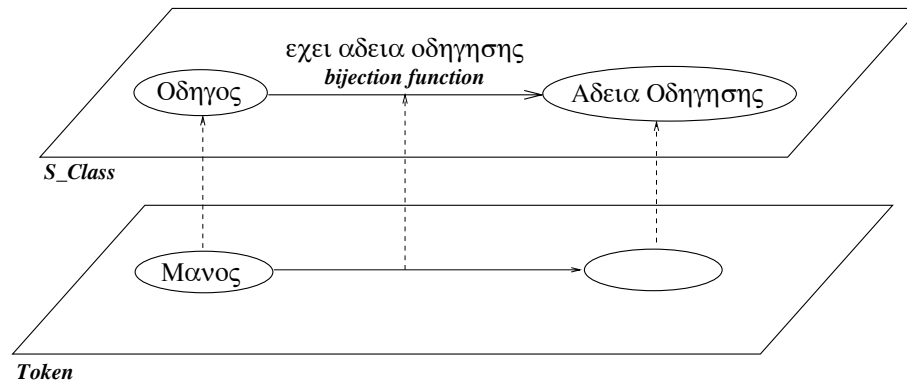 εχει αδεια οδηγησης
bijection function
Οδηγος
Αδεια Οδηγησης
S_Class
Μανος
Token